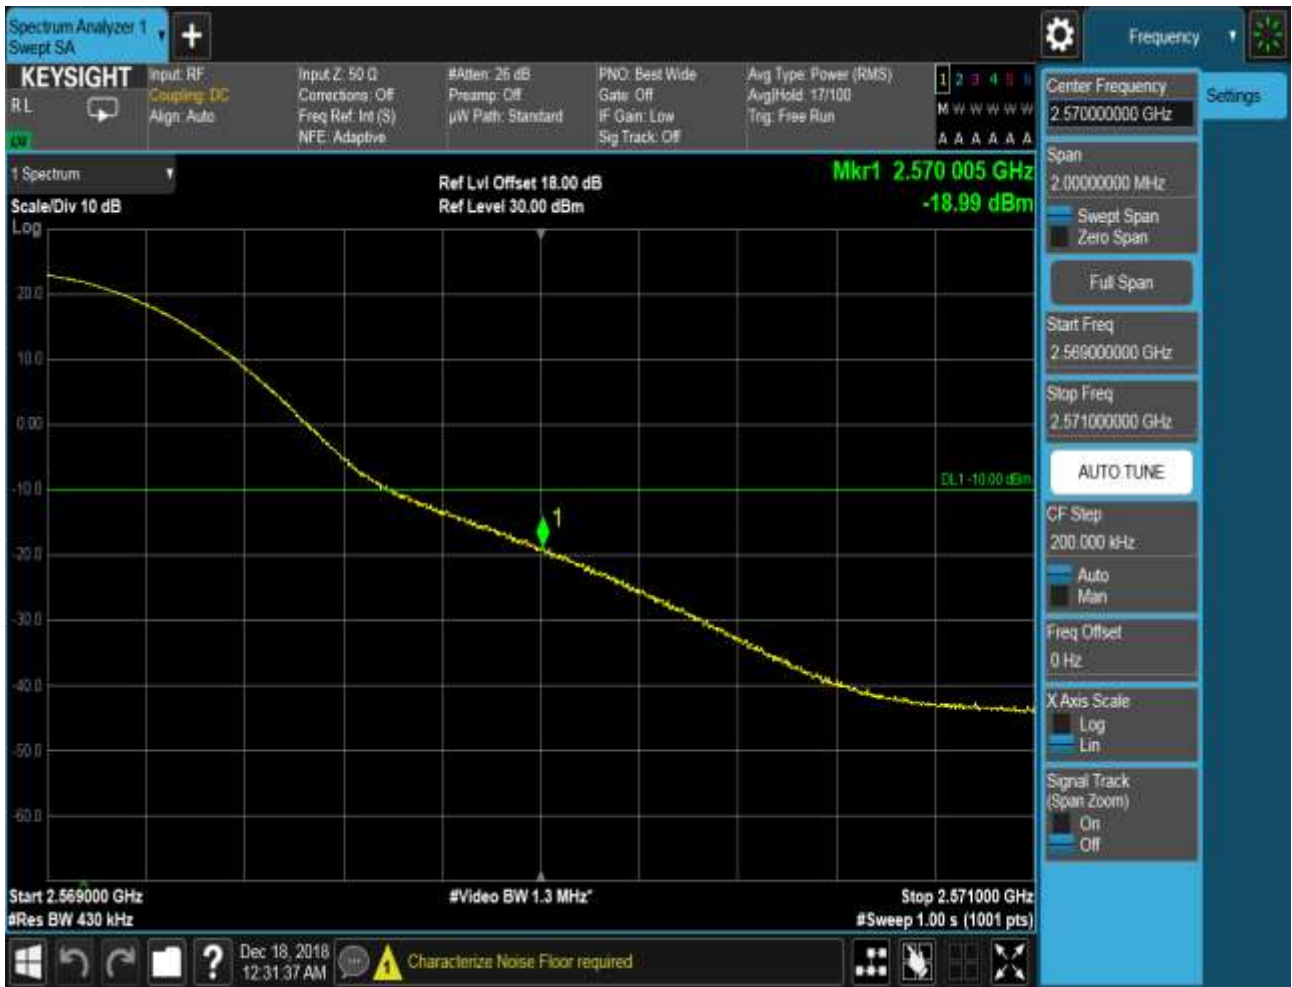 Spectrum Analyzer 1
Swept SA
+
Frequency
KEYSIGHT
RL
Input: RF
Coupling: DC
Align: Auto
Input Z: 50 Ω
Corrections: Off
Freq Ref: Int (S)
NFE: Adaptive
#Atten: 26 dB
Preamp: Off
µW Path: Standard
PNO: Best Wide
Gate: Off
IF Gain: Low
Sig Track: Off
Avg Type: Power (RMS)
Avg|Hold: 17/100
Trig: Free Run
1 2 3 4 5 6
M W W W W W
A A A A A A
1 Spectrum
Scale/Div 10 dB
Log
Ref Lvl Offset 18.00 dB
Ref Level 30.00 dBm
Mkr1 2.570 005 GHz
-18.99 dBm
20.0
10.0
0.00
-10.0
-20.0
-30.0
-40.0
-50.0
-60.0
DL1 -10.00 dBm
1
Start 2.569000 GHz
#Res BW 430 kHz
#Video BW 1.3 MHz*
Stop 2.571000 GHz
#Sweep 1.00 s (1001 pts)
Center Frequency
2.570000000 GHz
Settings
Span
2.00000000 MHz
Swept Span
Zero Span
Full Span
Start Freq
2.569000000 GHz
Stop Freq
2.571000000 GHz
AUTO TUNE
CF Step
200.000 kHz
Auto
Man
Freq Offset
0 Hz
X Axis Scale
Log
Lin
Signal Track
(Span Zoom)
On
Off
?
Dec 18, 2018
12:31:37 AM
1
Characterize Noise Floor required